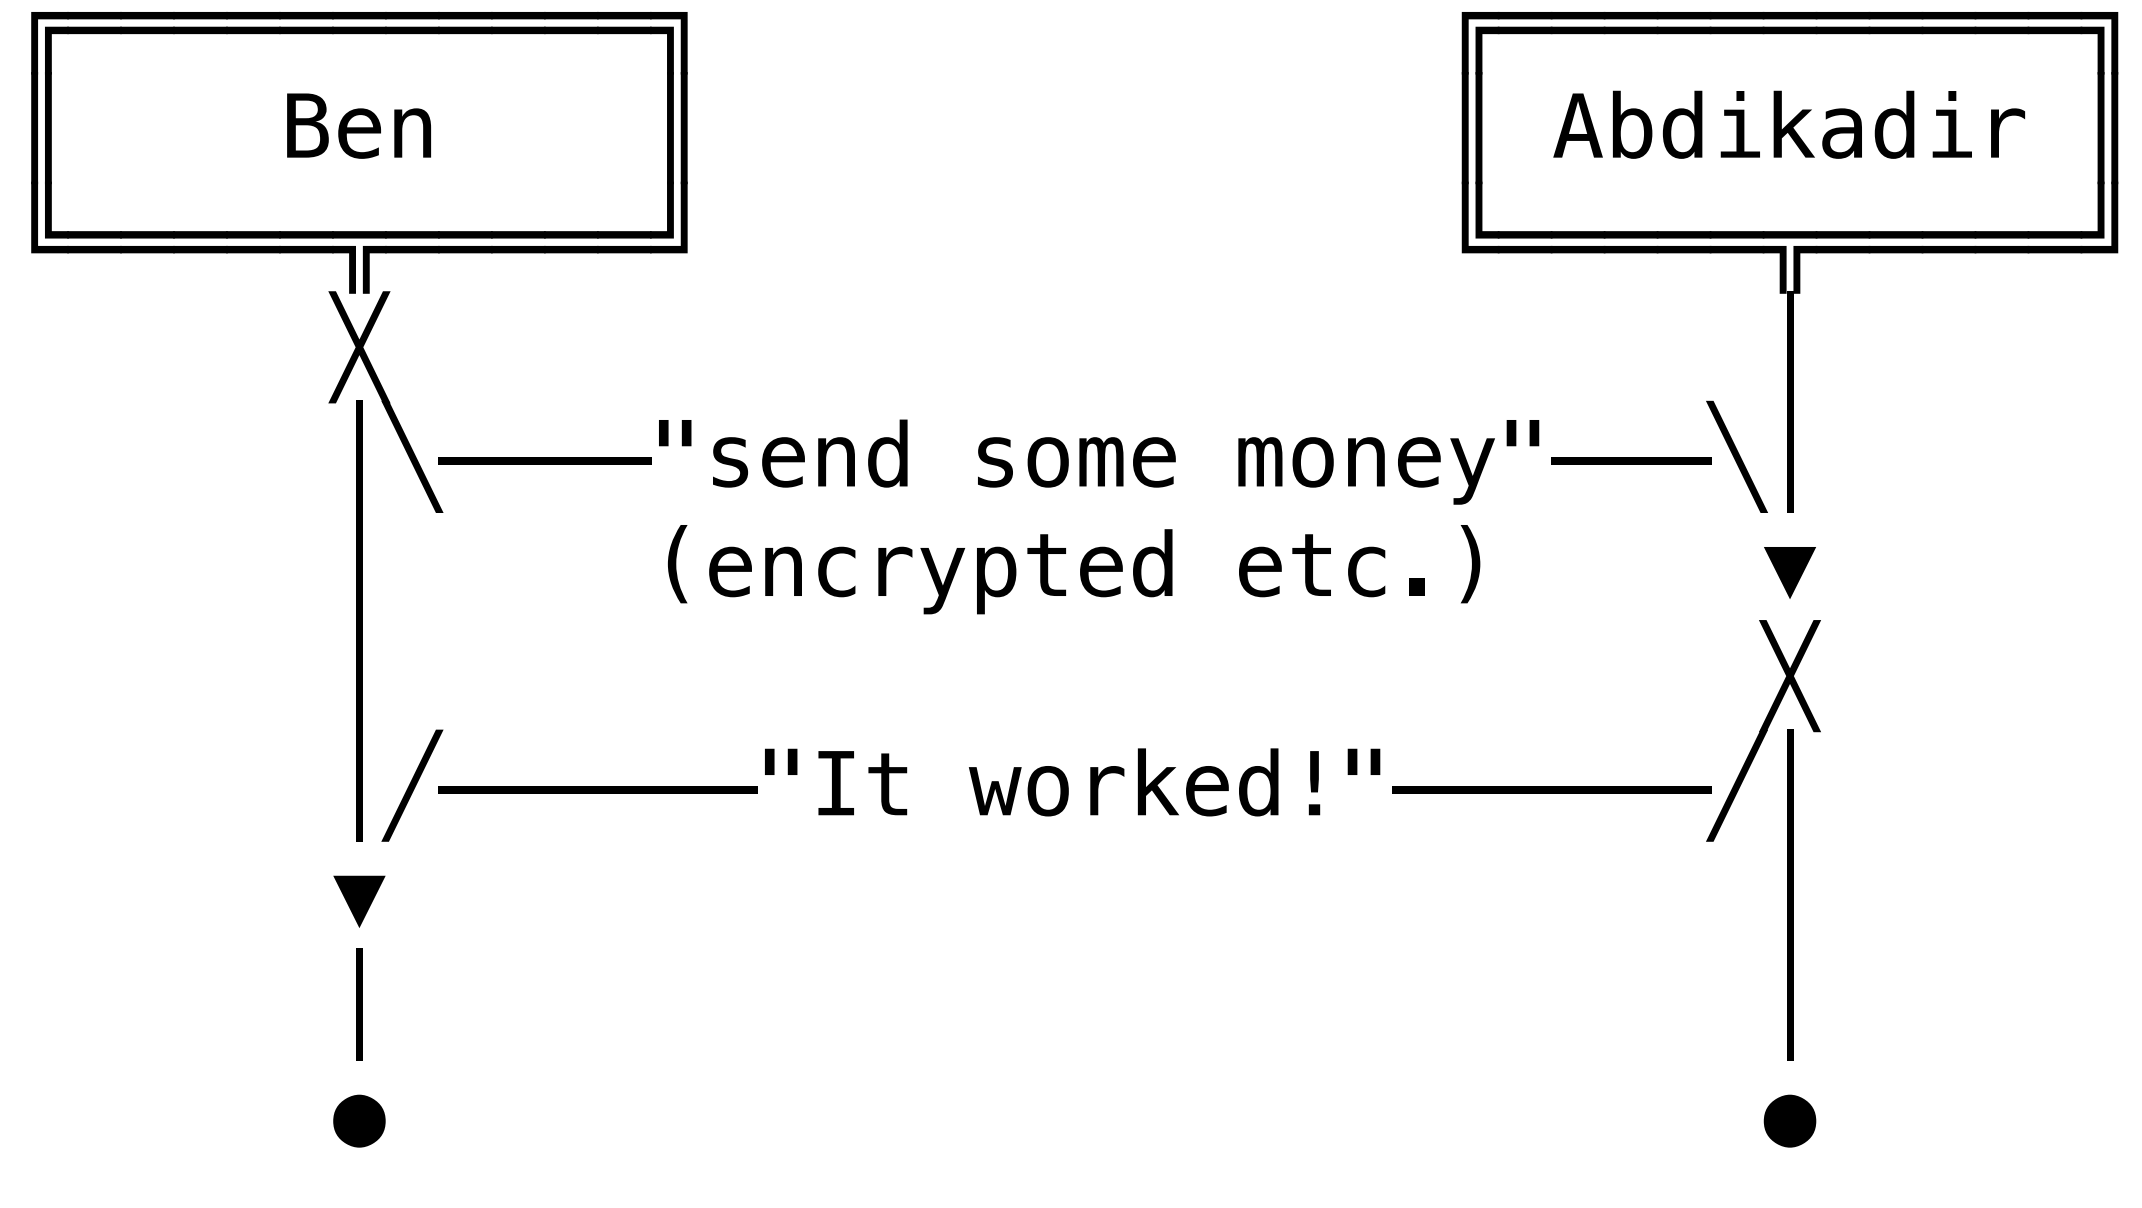 Ben
Abdikadir
"send some money"
(encrypted etc.)
"It worked!"